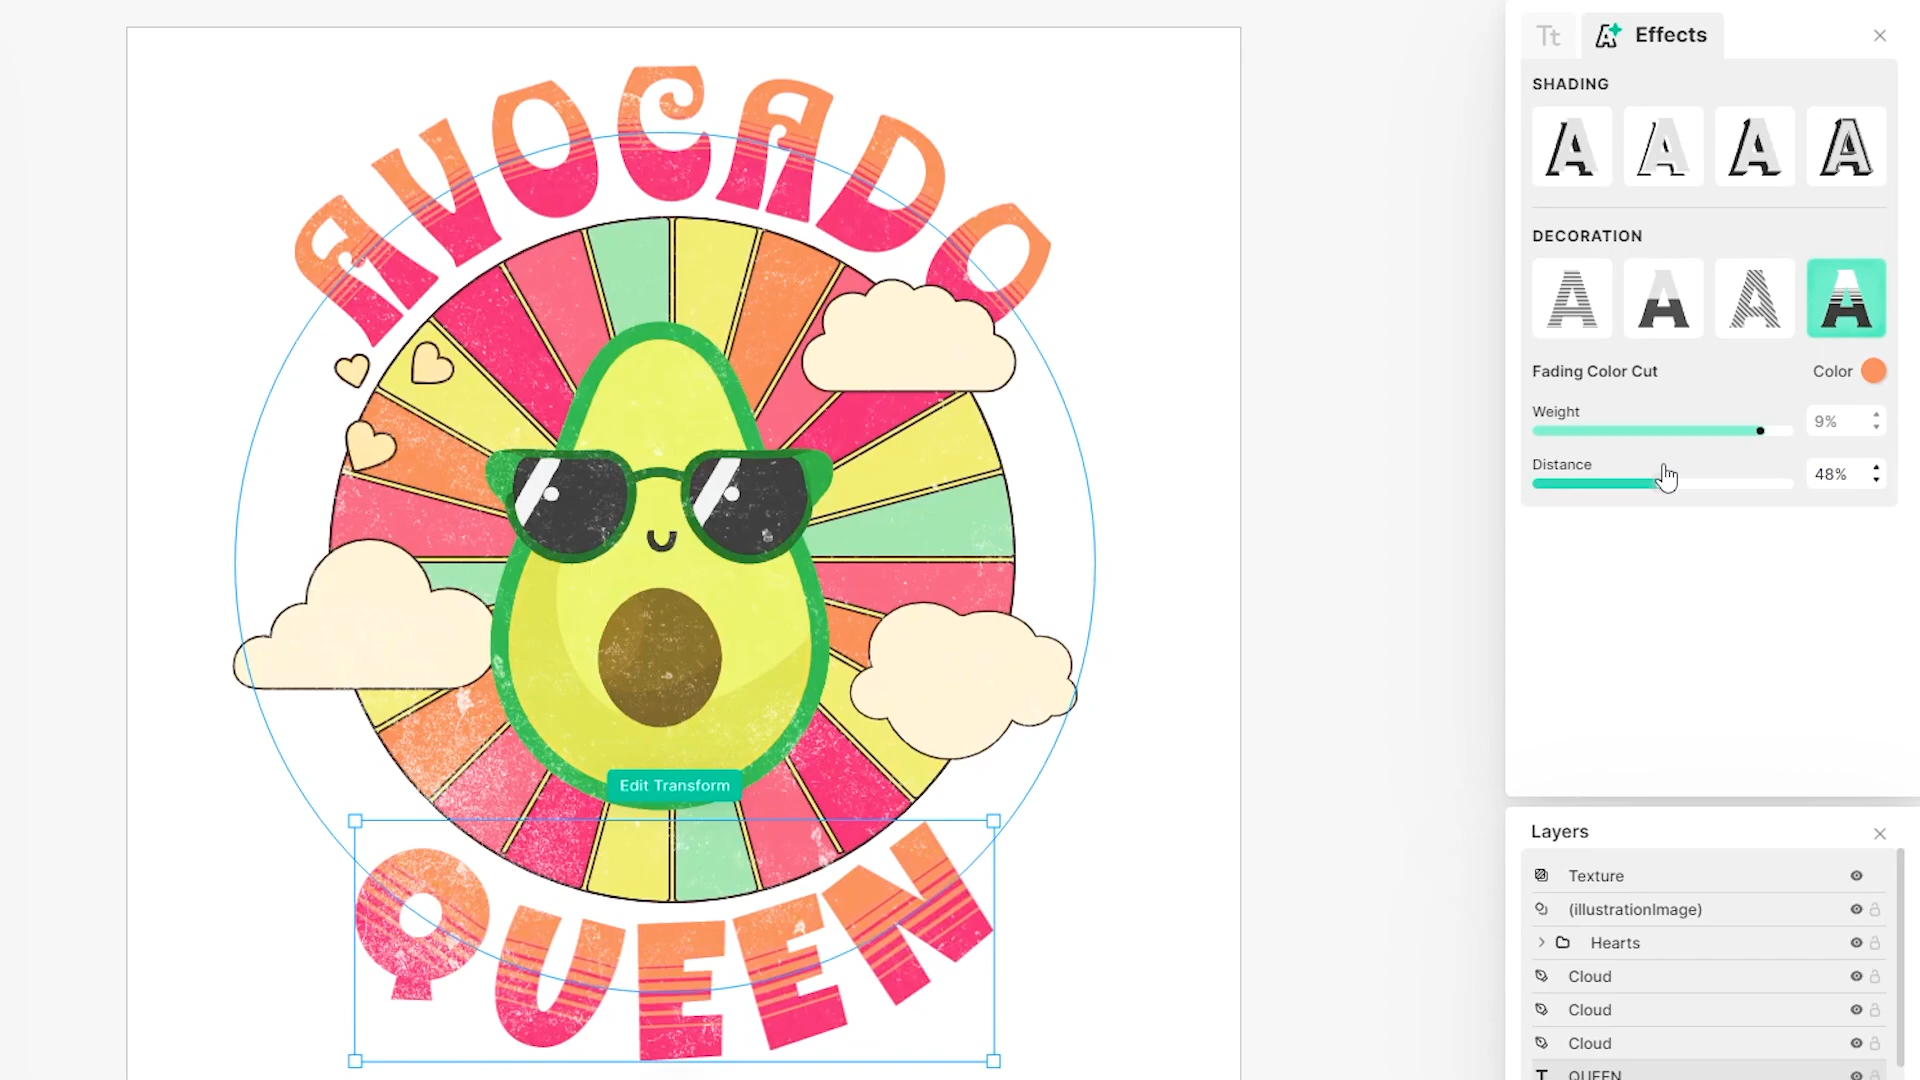 Tt Effects
SHADING
A A A A
DECORATION
A A A A
Fading Color Cut Color
Weight
9%
Distance
48%
AVOCADO
Edit Transform
QUEEN
Layers
Texture
(illustrationImage)
Hearts
Cloud
Cloud
Cloud
T QUEEN